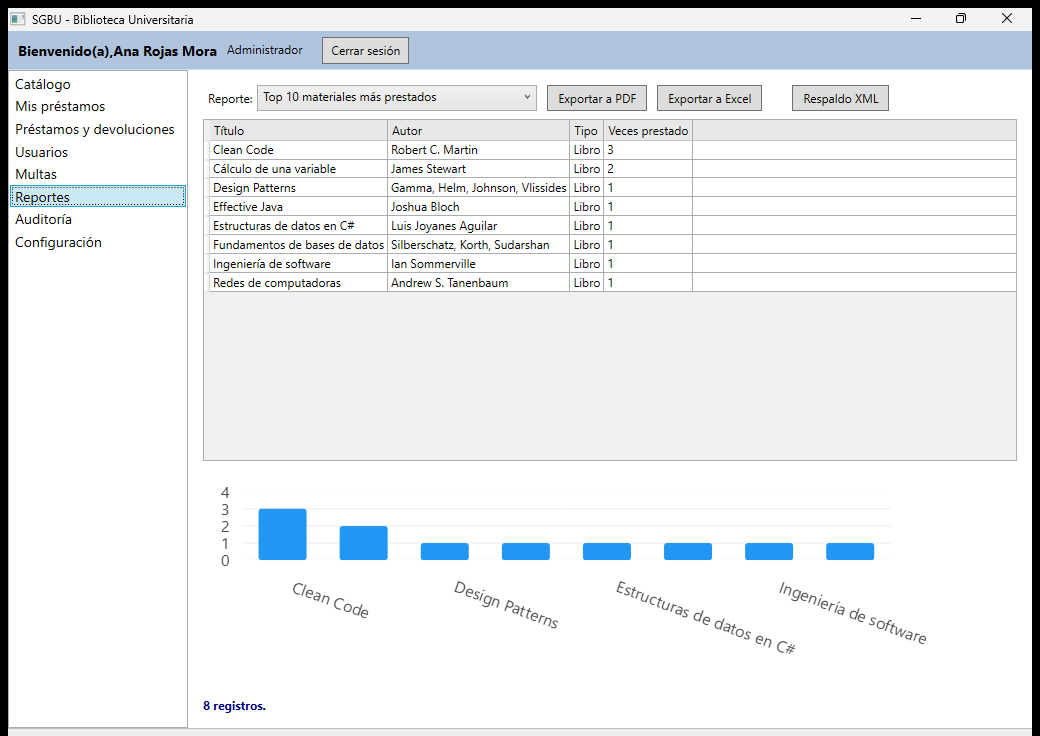 SGBU - Biblioteca Universitaria
Bienvenido(a),Ana Rojas Mora Administrador Cerrar sesión
Catálogo
Mis préstamos
Préstamos y devoluciones
Usuarios
Multas
Reportes
Auditoría
Configuración
Reporte: Top 10 materiales más prestados Exportar a PDF Exportar a Excel Respaldo XML
Título Autor Tipo Veces prestado
Clean Code Robert C. Martin Libro 3
Cálculo de una variable James Stewart Libro 2
Design Patterns Gamma, Helm, Johnson, Vlissides Libro 1
Effective Java Joshua Bloch Libro 1
Estructuras de datos en C# Luis Joyanes Aguilar Libro 1
Fundamentos de bases de datos Silberschatz, Korth, Sudarshan Libro 1
Ingeniería de software Ian Sommerville Libro 1
Redes de computadoras Andrew S. Tanenbaum Libro 1
4
3
2
1
0
Clean Code Design Patterns Estructuras de datos en C# Ingeniería de software
8 registros.